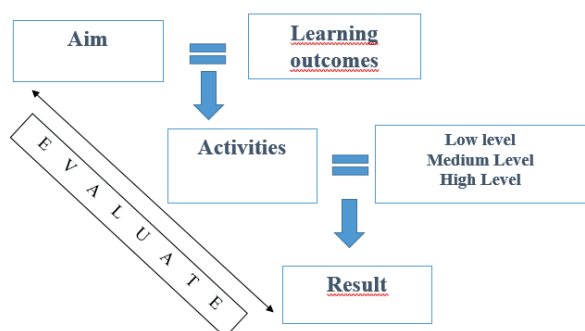 Aim
Learning
outcomes
Activities
Low level
Medium Level
High Level
EVALUATE
Result